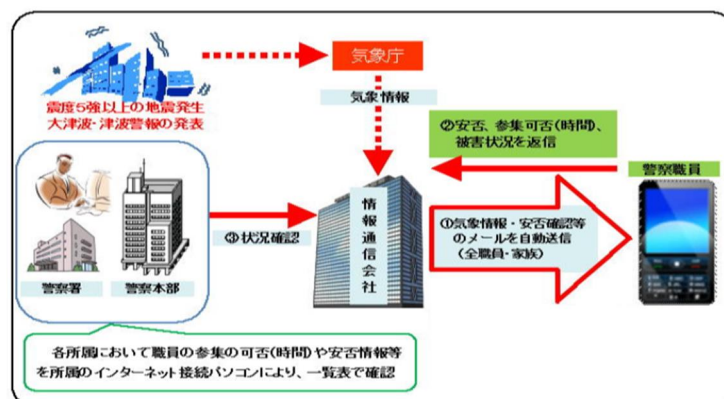 気象庁
震度5強以上の地震発生
大津波・津波警報の発表
気象情報
②安否、参集可否(時間)、
被害状況を返信
警察職員
情報通信会社
①気象情報・安否確認等
のメールを自動送信
(全職員・家族)
③状況確認
警察署
警察本部
各所属において職員の参集の可否(時間)や安否情報等
を所属のインターネット接続パソコンにより、一覧表で確認